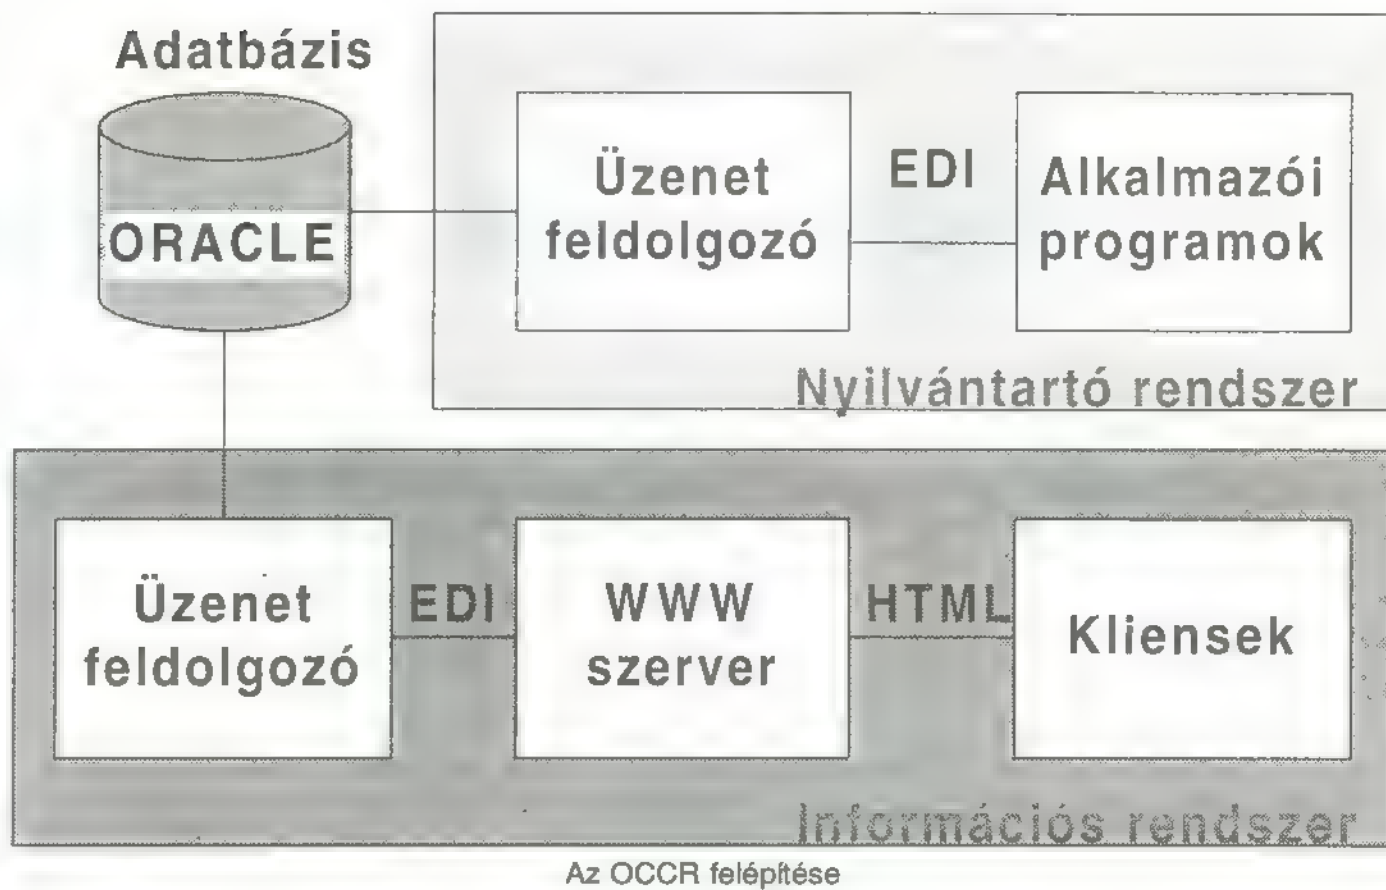 Adatbázis
ORACLE
Üzenet
feldolgozó
EDI
Alkalmazói
programok
Nyilvántartó rendszer
Üzenet
feldolgozó
EDI
WWW
szerver
HTML
Kliensek
Információs rendszer
Az OCCR felépítése